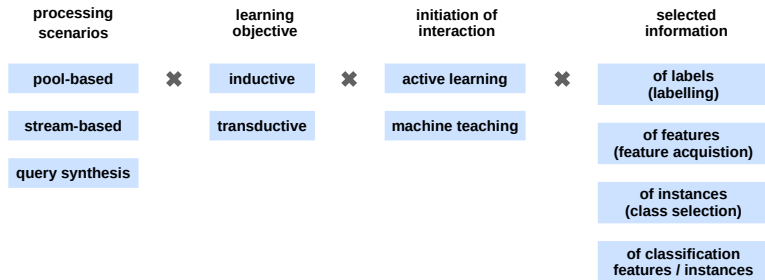 processing
scenarios
learning
objective
initiation of
interaction
selected
information
pool-based
✖
inductive
✖
active learning
✖
of labels
(labelling)
stream-based
transductive
machine teaching
of features
(feature acquistion)
query synthesis
of instances
(class selection)
of classification
features / instances